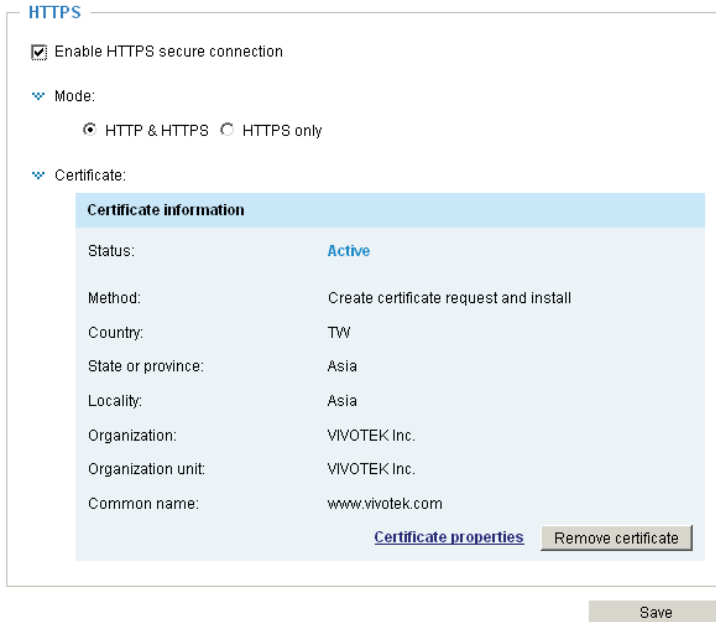 HTTPS
Enable HTTPS secure connection
Mode:
HTTP & HTTPS HTTPS only
Certificate:
Certificate information
Status: Active
Method: Create certificate request and install
Country: TW
State or province: Asia
Locality: Asia
Organization: VIVOTEK Inc.
Organization unit: VIVOTEK Inc.
Common name: www.vivotek.com
Certificate properties Remove certificate
Save